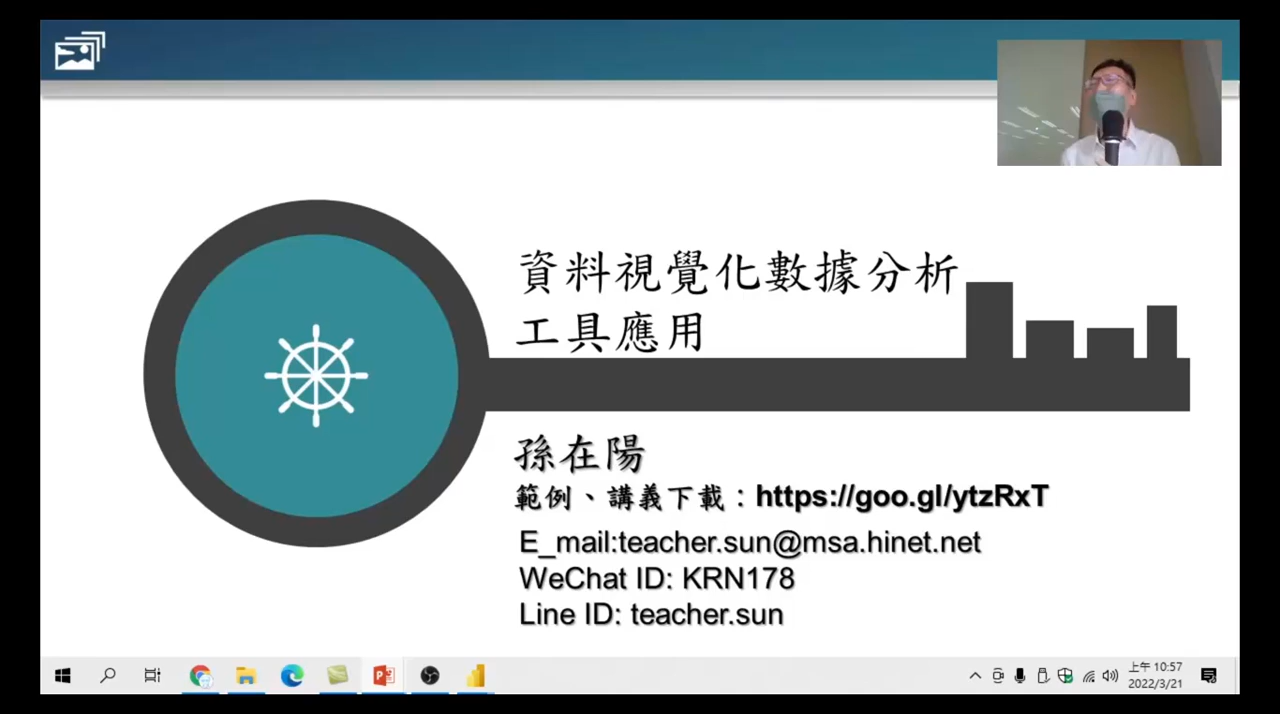 資料視覺化數據分析
工具應用
孫在陽
範例、講義下載：https://goo.gl/ytzRxT
E_mail:teacher.sun@msa.hinet.net
WeChat ID: KRN178
Line ID: teacher.sun
上午 10:57
2022/3/21